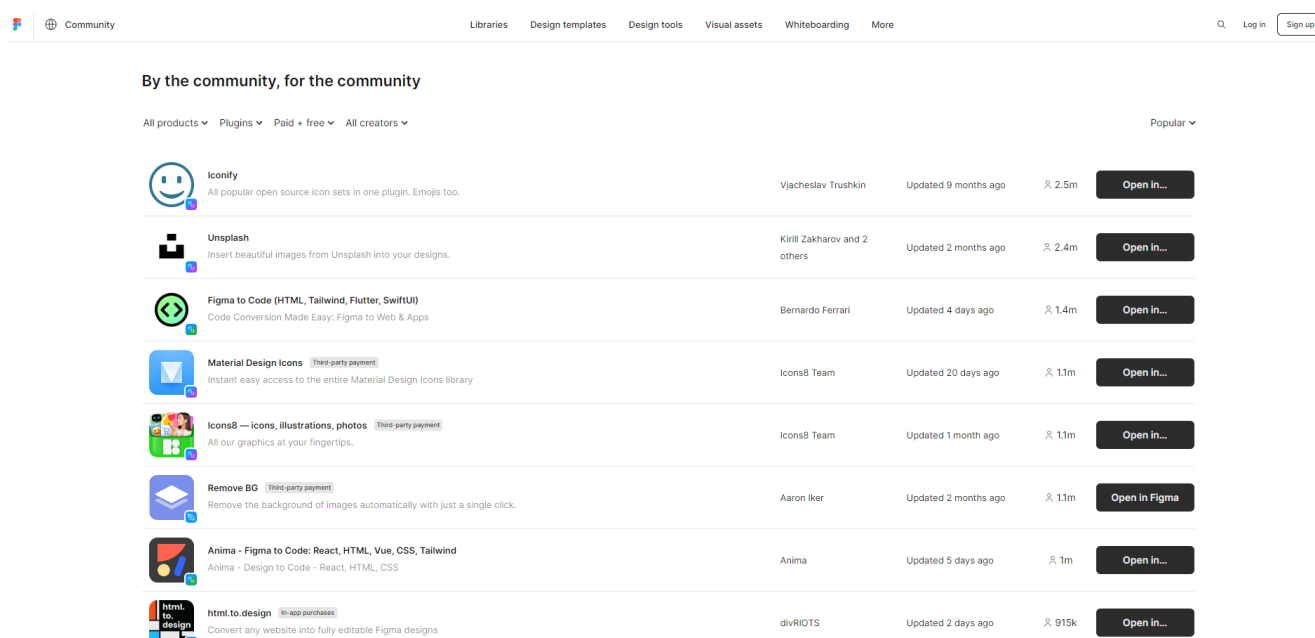 Community
Libraries Design templates Design tools Visual assets Whiteboarding More
Log in Sign up
By the community, for the community
All products Plugins Paid + free All creators Popular
Iconify
All popular open source icon sets in one plugin. Emojis too.
Vjacheslav Trushkin Updated 9 months ago 2.5m Open in...
Unsplash
Insert beautiful images from Unsplash into your designs.
Kirill Zakharov and 2
others
Updated 2 months ago 2.4m Open in...
Figma to Code (HTML, Tailwind, Flutter, SwiftUI)
Code Conversion Made Easy: Figma to Web & Apps
Bernardo Ferrari Updated 4 days ago 1.4m Open in...
Material Design Icons Third-party payment
Instant easy access to the entire Material Design Icons library
Icons8 Team Updated 20 days ago 1.1m Open in...
Icons8 — icons, illustrations, photos Third-party payment
All our graphics at your fingertips.
Icons8 Team Updated 1 month ago 1.1m Open in...
Remove BG Third-party payment
Remove the background of images automatically with just a single click.
Aaron Iker Updated 2 months ago 1.1m Open in Figma
Anima - Figma to Code: React, HTML, Vue, CSS, Tailwind
Anima - Design to Code - React, HTML, CSS
Anima Updated 5 days ago 1m Open in...
html.
to.
design
html.to.design In-app purchases
Convert any website into fully editable Figma designs
divRIOTS Updated 2 days ago 915k Open in...